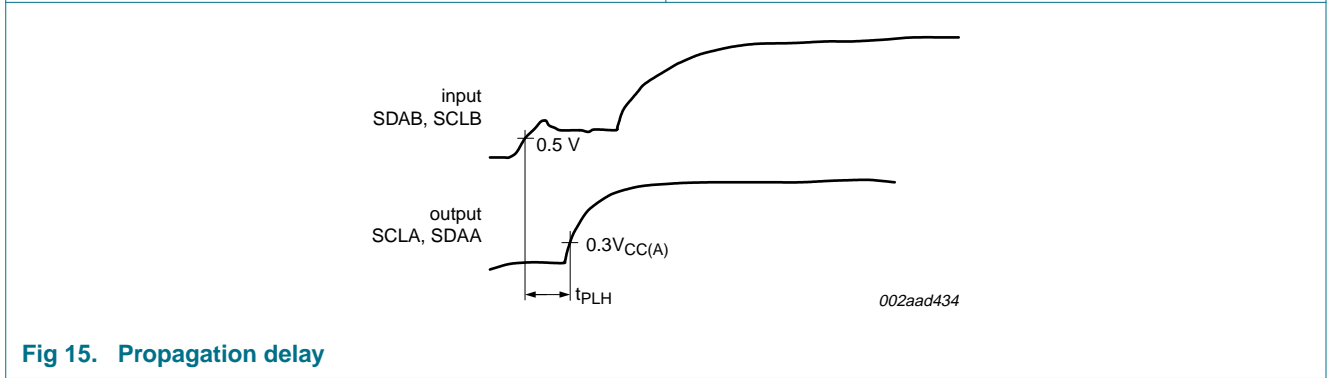 input
SDAB, SCLB
0.5 V
output
SCLA, SDAA
0.3VCC(A)
tPLH
002aad434
Fig 15. Propagation delay